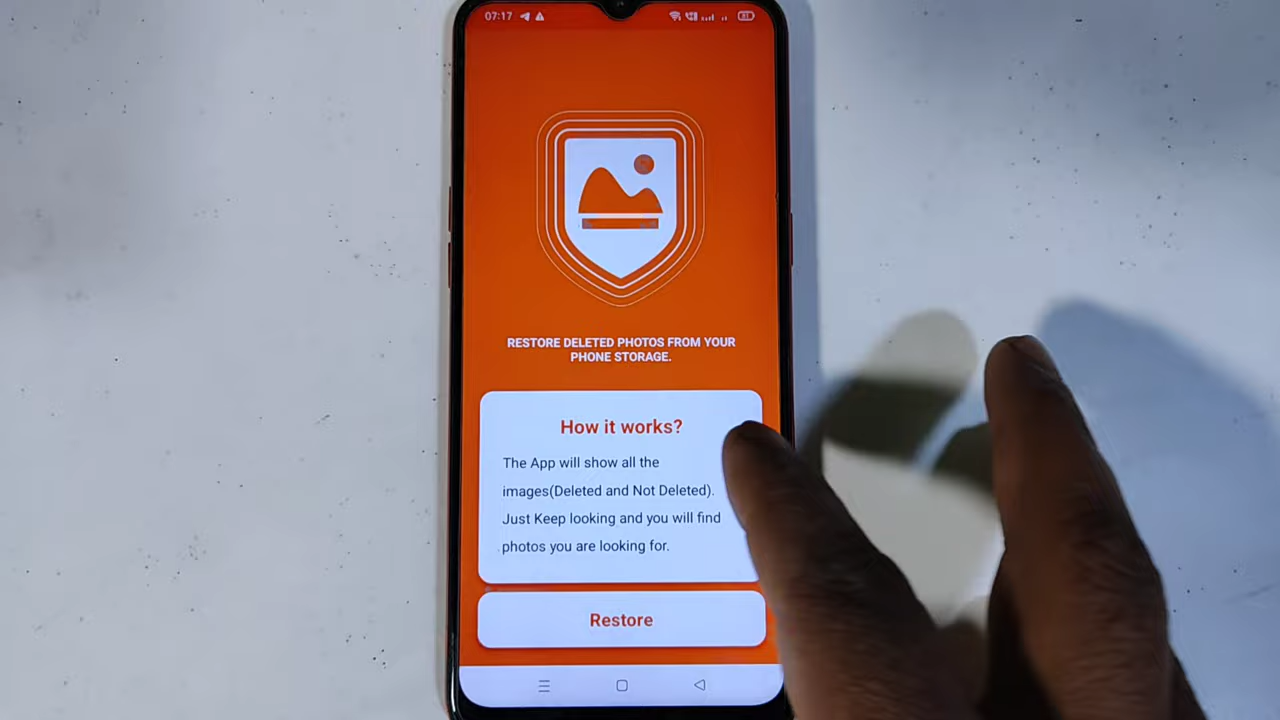 07:17
RESTORE DELETED PHOTOS FROM YOUR
PHONE STORAGE.
How it works?
The App will show all the
images(Deleted and Not Deleted).
Just Keep looking and you will find
photos you are looking for.
Restore